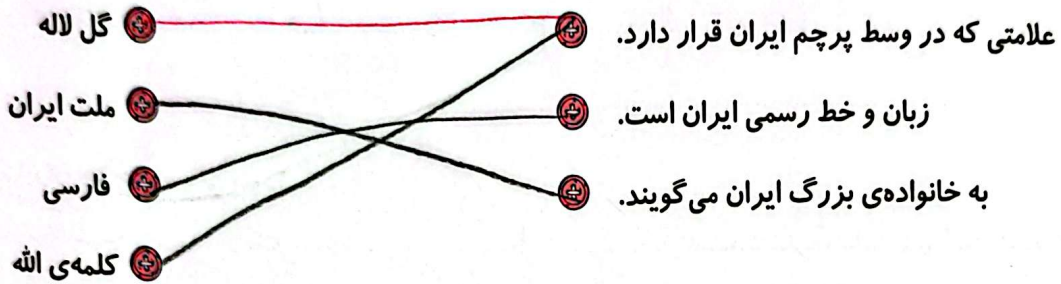 علامتی که در وسط پرچم ایران قرار دارد.
گل لاله
زبان و خط رسمی ایران است.
ملت ایران
به خانواده‌ی بزرگ ایران می‌گویند.
فارسی
کلمه‌ی الله